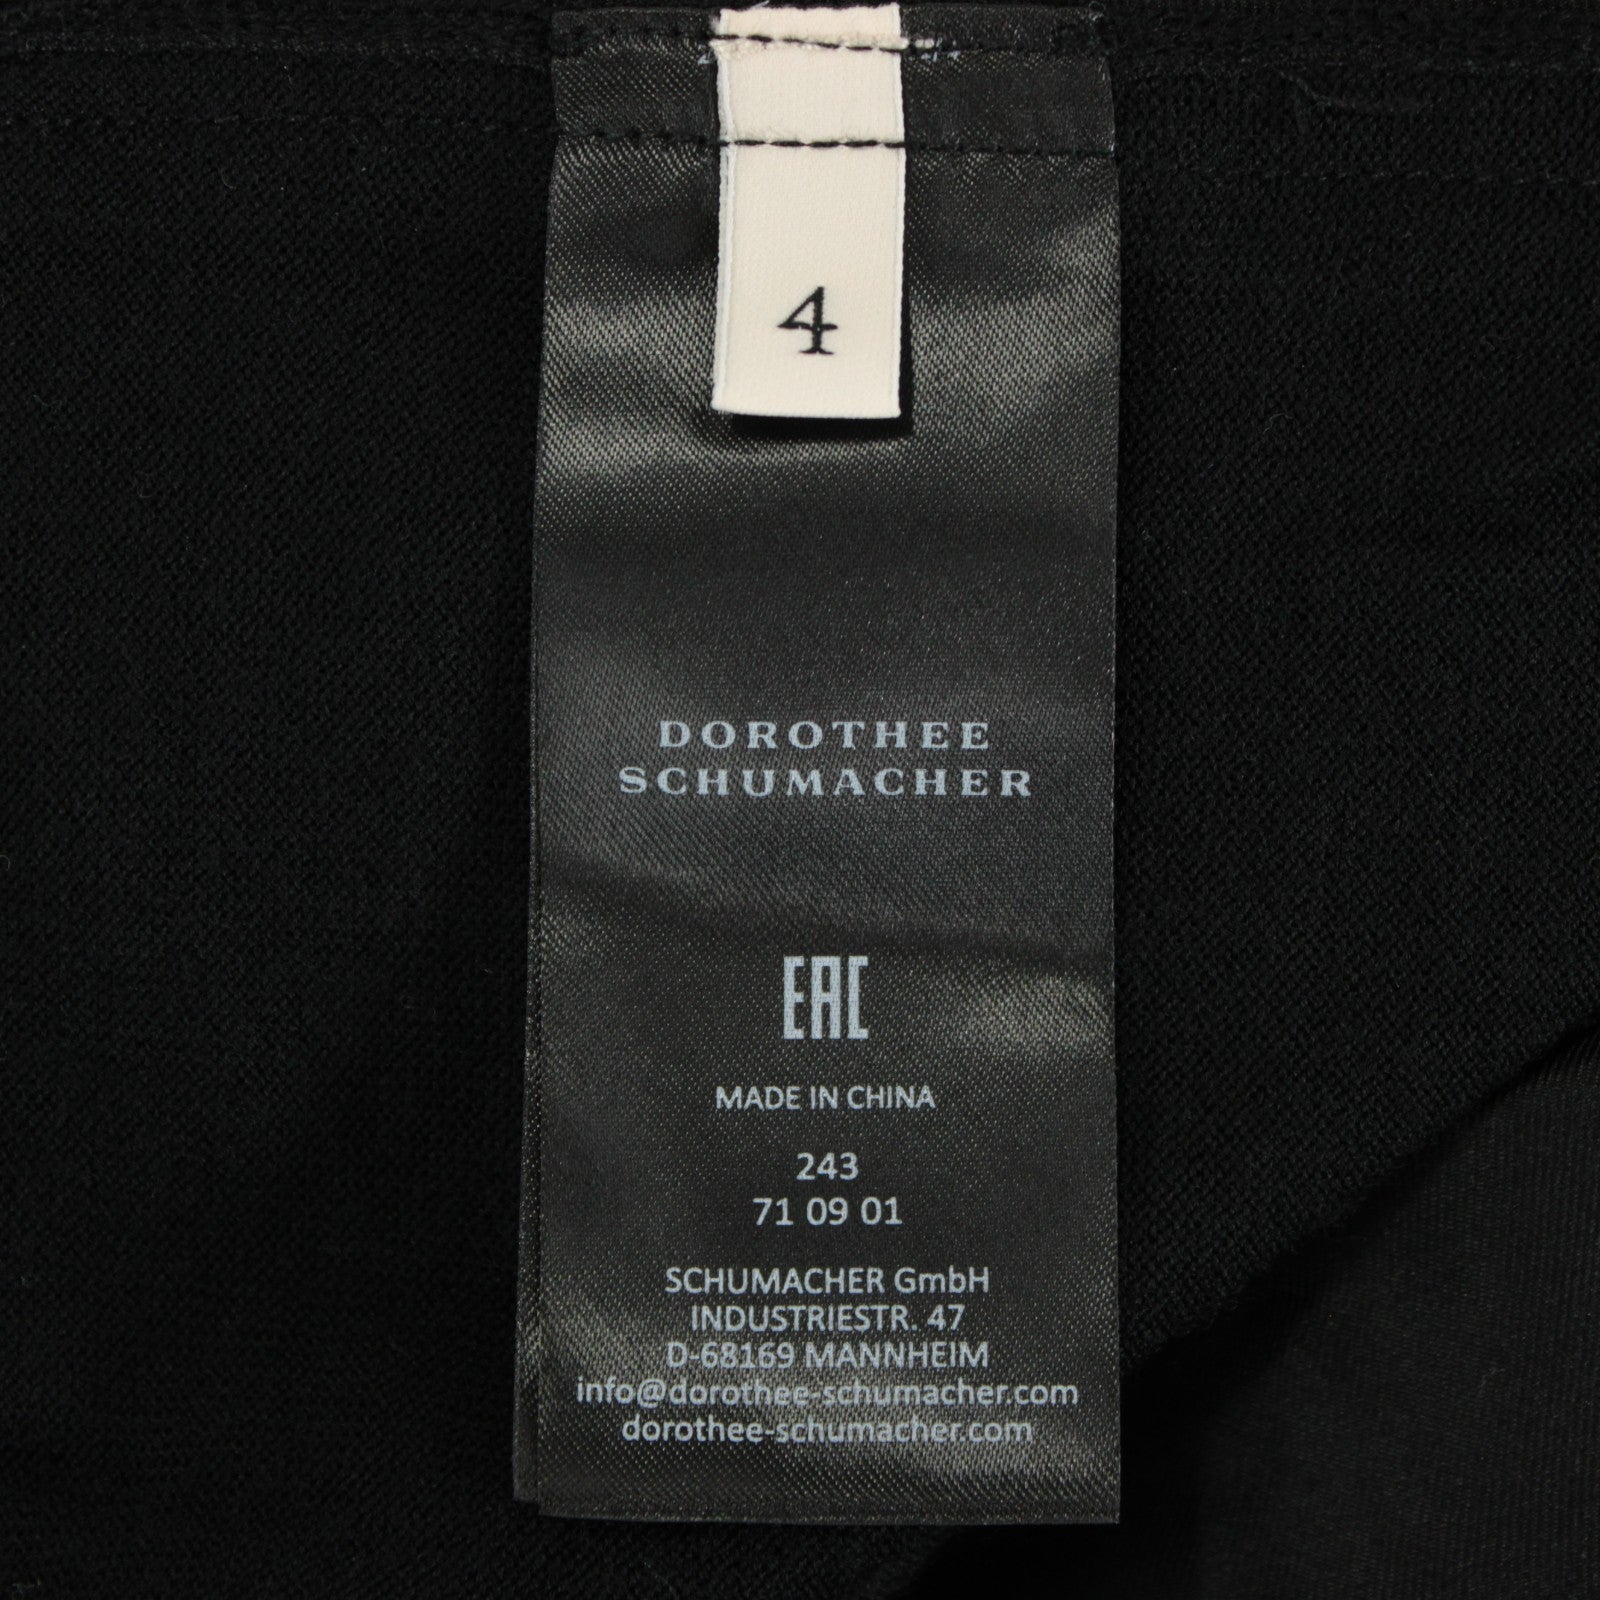 4
DOROTHEE
SCHUMACHER
EAC
MADE IN CHINA
243
71 09 01
SCHUMACHER GmbH
INDUSTRIESTR. 47
D-68169 MANNHEIM
info@dorothee-schumacher.com
dorothee-schumacher.com